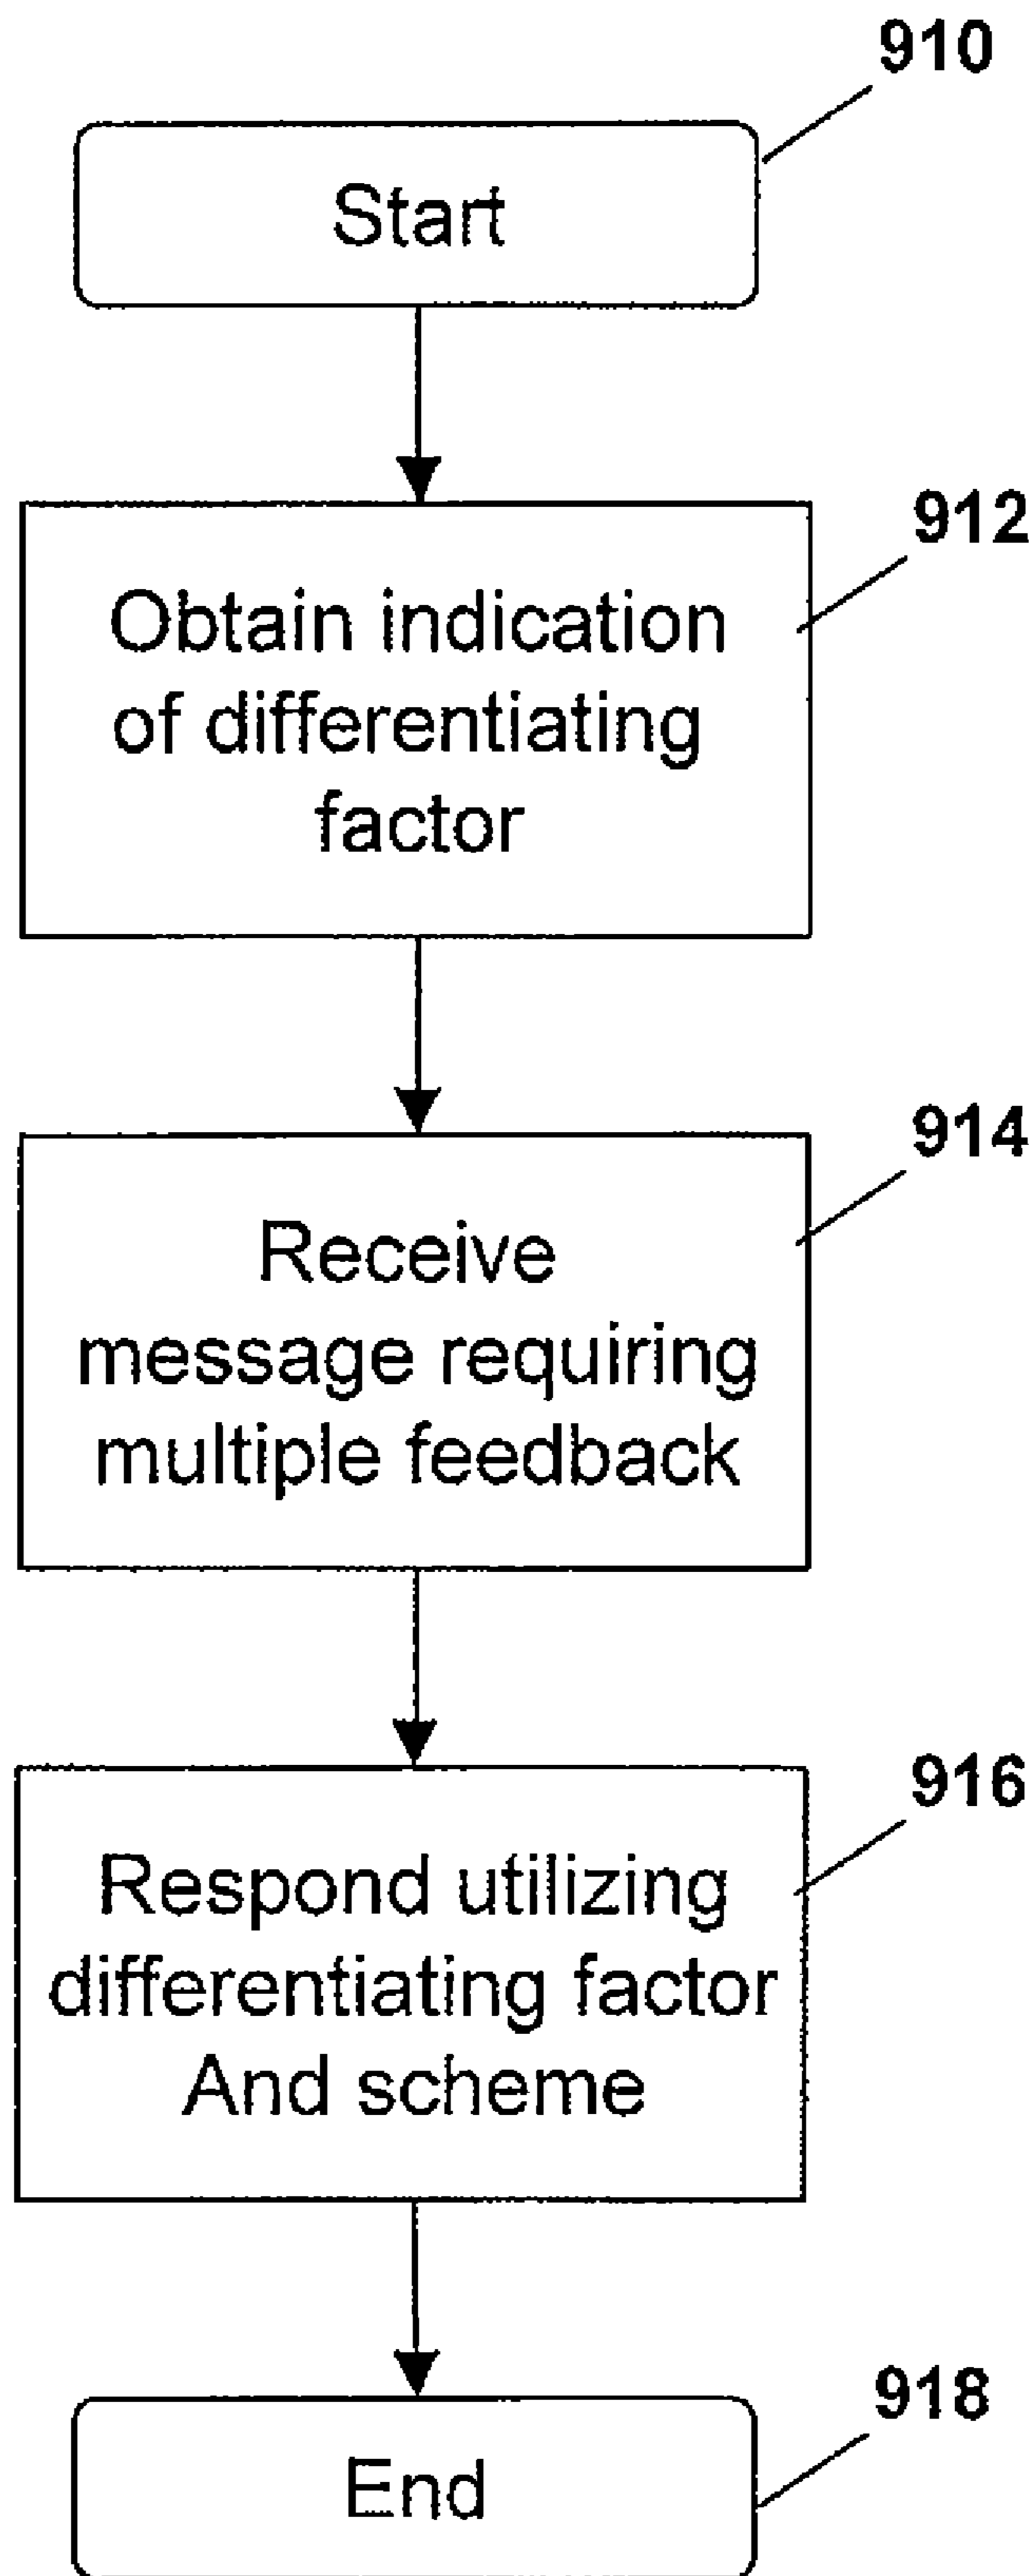 910
Start
912
Obtain indication
of differentiating
factor
914
Receive
message requiring
multiple feedback
916
Respond utilizing
differentiating factor
And scheme
918
End